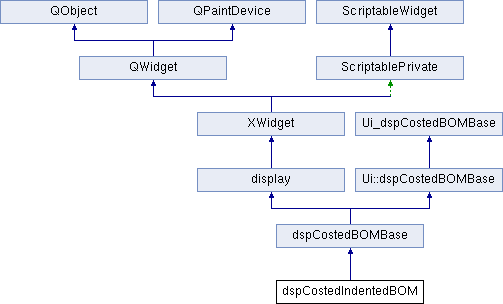 QObject
QPaintDevice
ScriptableWidget
QWidget
ScriptablePrivate
XWidget
Ui_dspCostedBOMBase
display
Ui::dspCostedBOMBase
dspCostedBOMBase
dspCostedIndentedBOM